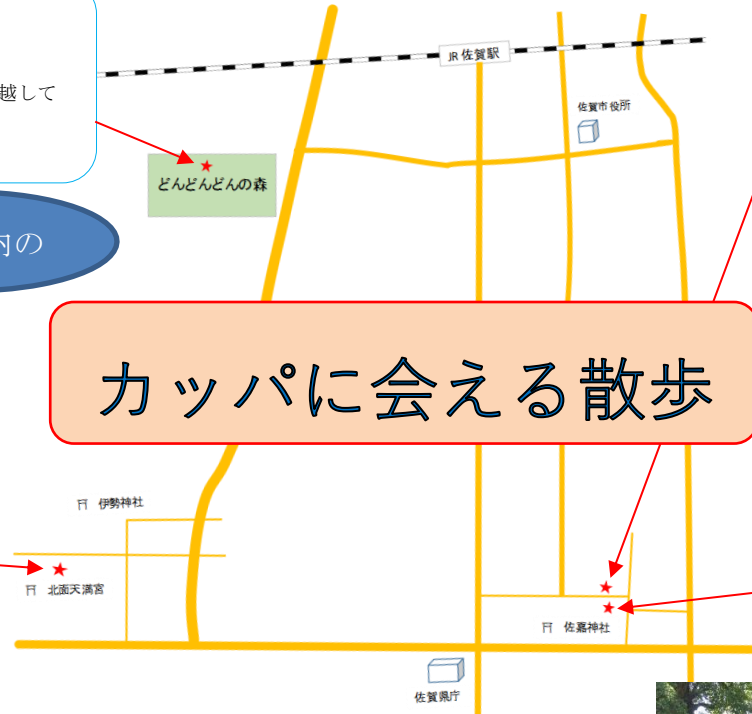 越して
JR 佐賀駅
佐賀市役所
どんどんどんの森
内の
カッパに会える散歩
伊勢神社
北面天満宮
佐嘉神社
佐賀県庁